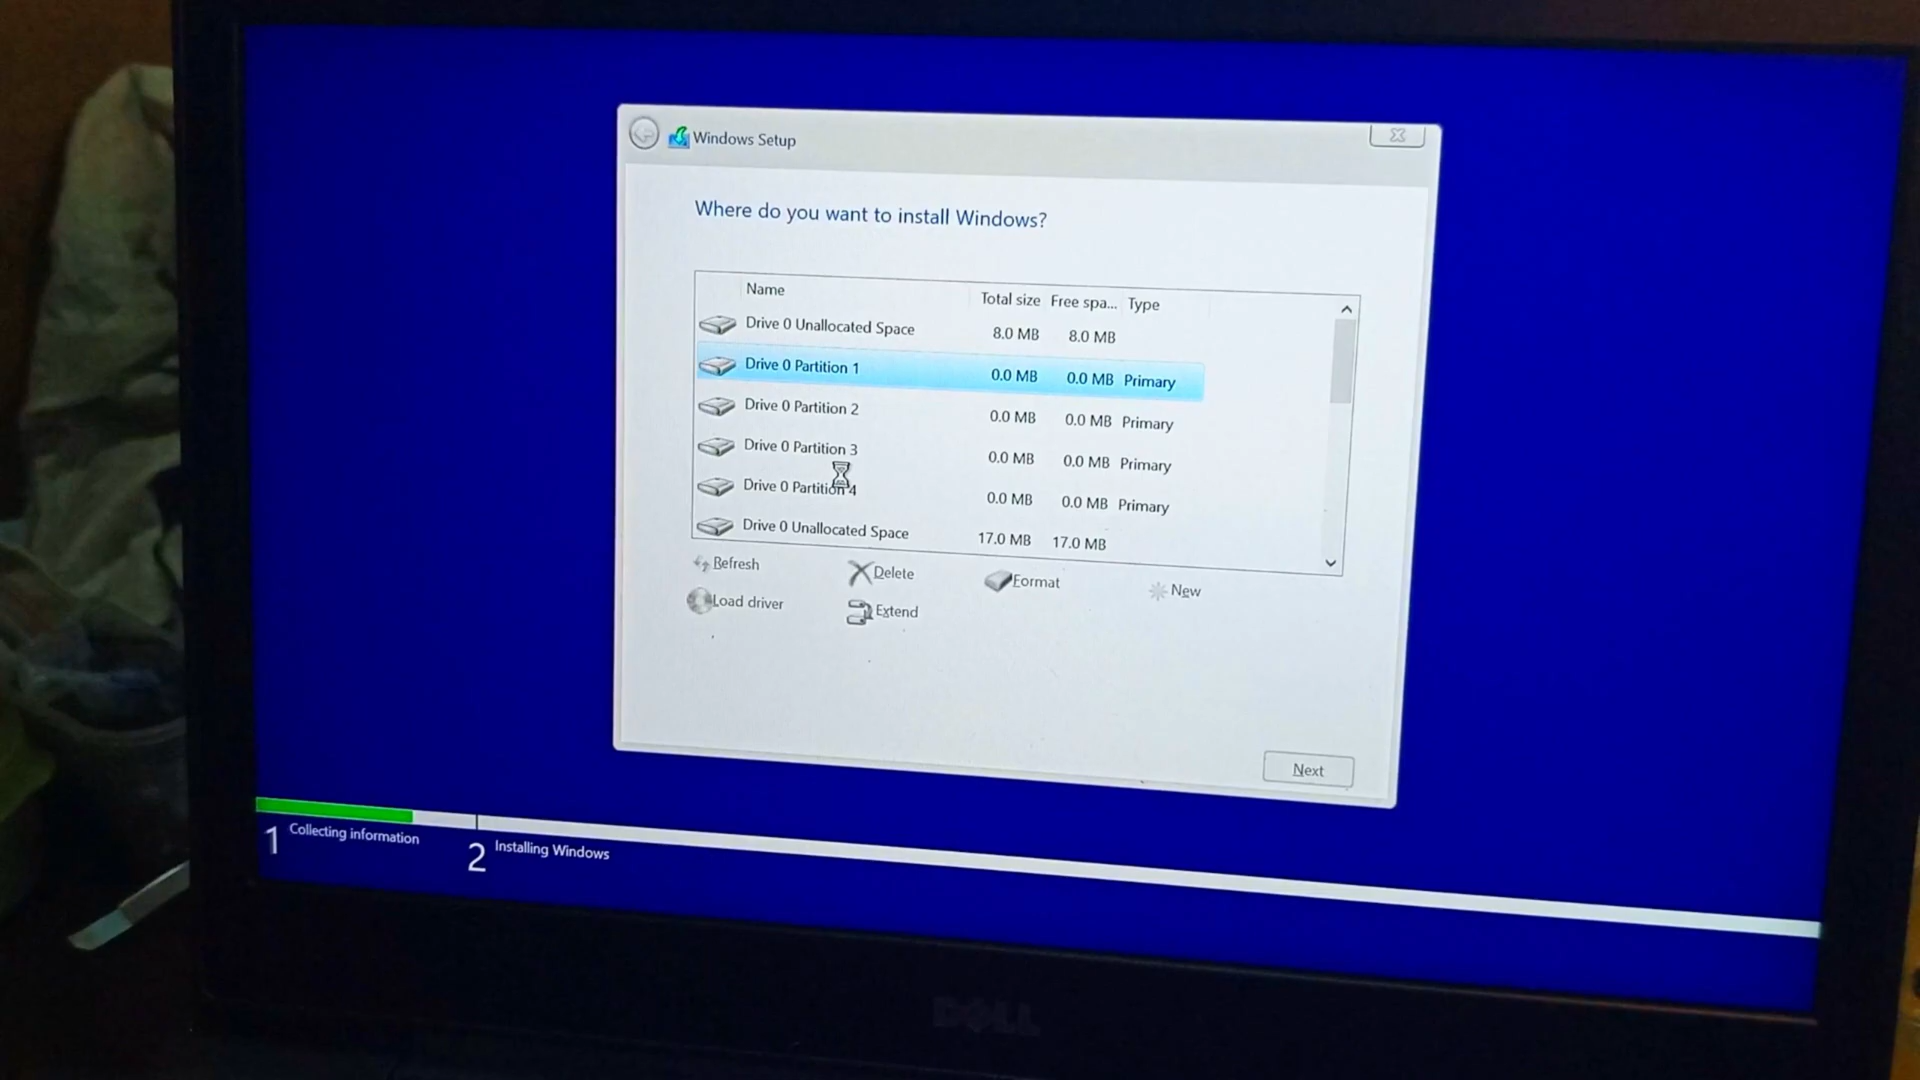 Windows Setup
Where do you want to install Windows?
Name Total size Free spa... Type
Drive 0 Unallocated Space 8.0 MB 8.0 MB
Drive 0 Partition 1 0.0 MB 0.0 MB Primary
Drive 0 Partition 2 0.0 MB 0.0 MB Primary
Drive 0 Partition 3 0.0 MB 0.0 MB Primary
Drive 0 Partition 4 0.0 MB 0.0 MB Primary
Drive 0 Unallocated Space 17.0 MB 17.0 MB
Refresh Delete Format New
Load driver Extend
Next
1 Collecting information
2 Installing Windows
DELL